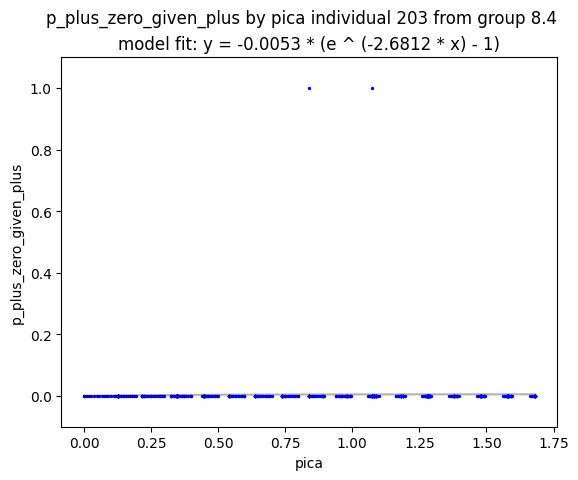 p_plus_zero_given_plus by pica individual 203 from group 8.4
model fit: y = -0.0053 * (e ^ (-2.6812 * x) - 1)
p_plus_zero_given_plus
1.0
0.8
0.6
0.4
0.2
0.0
0.00 0.25 0.50 0.75 1.00 1.25 1.50 1.75
pica